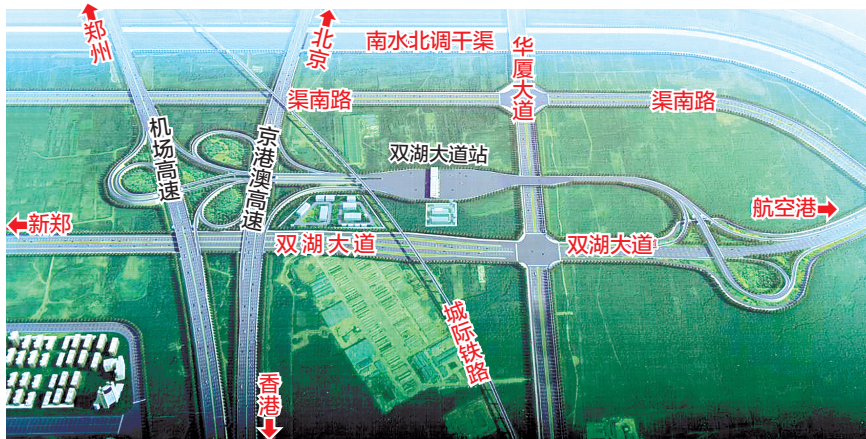 郑州
北京
南水北调干渠
华夏大道
渠南路
渠南路
机场高速
京港澳高速
双湖大道站
航空港
新郑
双湖大道
双湖大道
城际铁路
香港